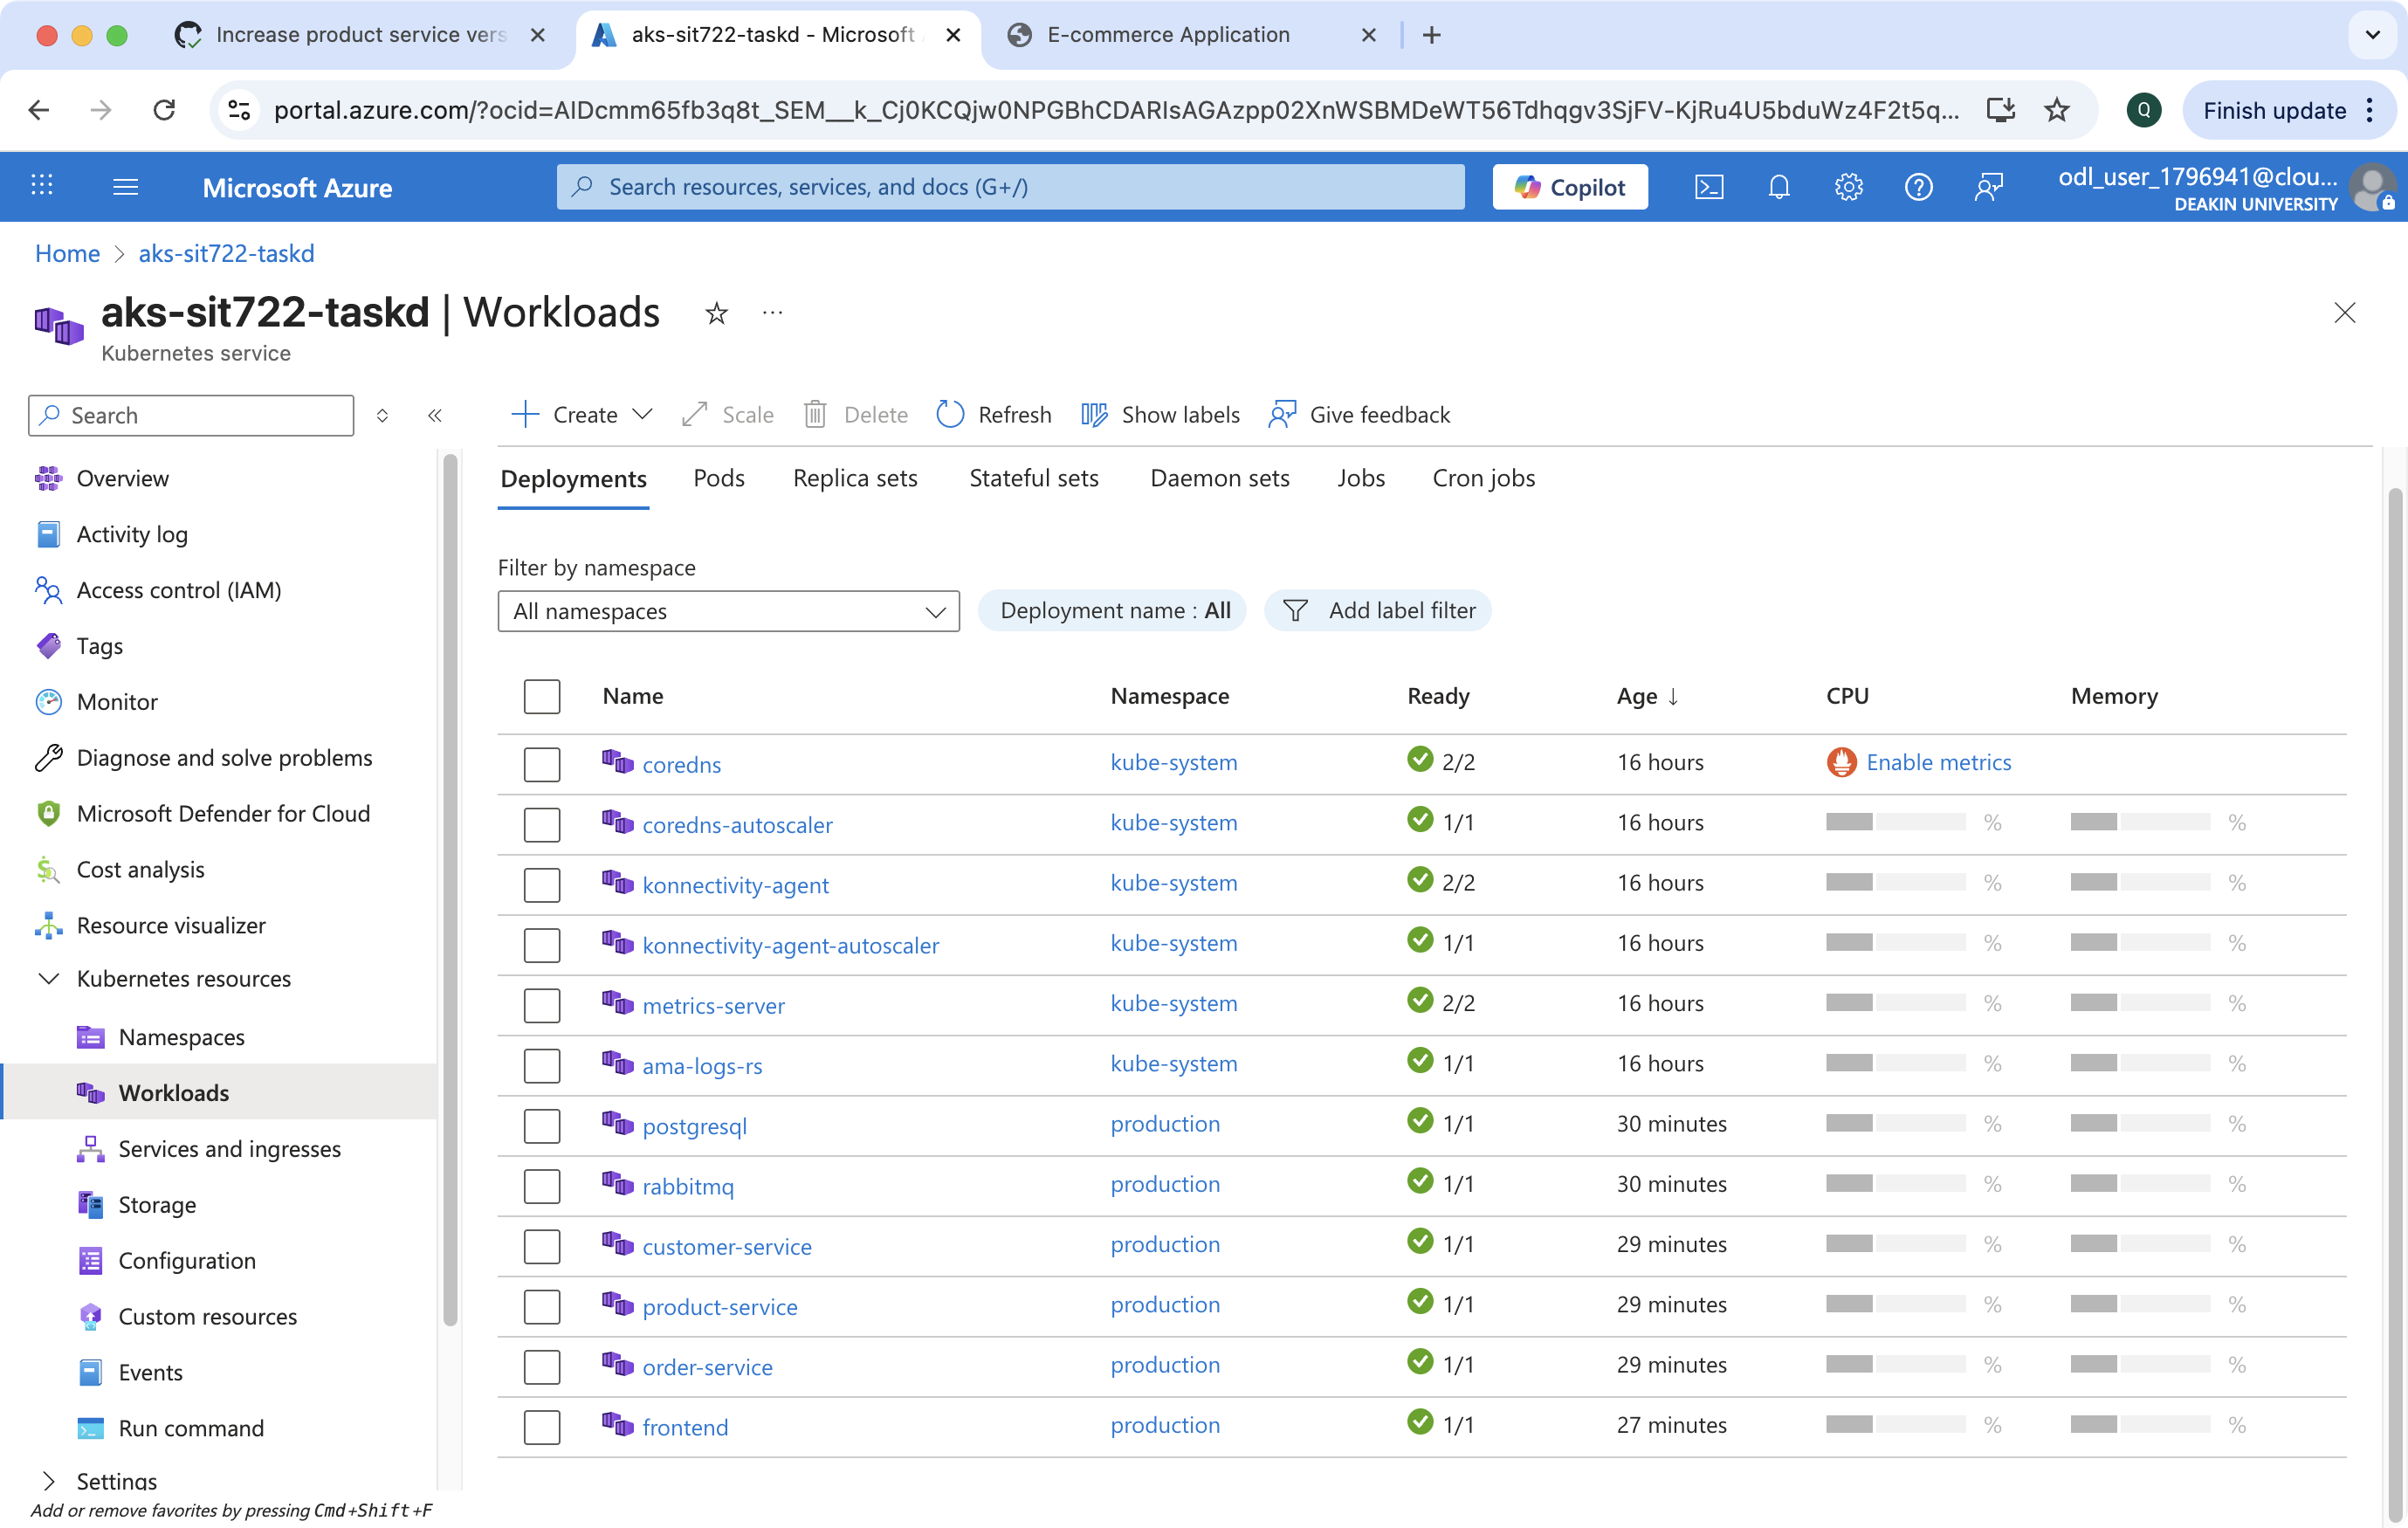 Increase product service vers
aks-sit722-taskd - Microsoft
E-commerce Application
portal.azure.com/?ocid=AIDcmm65fb3q8t_SEM__k_Cj0KCQjw0NPGBhCDARIsAGAzpp02XnWSBMDeWT56Tdhqgv3SjFV-KjRu4U5bduWz4F2t5q...
Q
Finish update
Microsoft Azure
Search resources, services, and docs (G+/)
Copilot
odl_user_1796941@clou...
DEAKIN UNIVERSITY
Home > aks-sit722-taskd
aks-sit722-taskd | Workloads
Kubernetes service
Search
Overview
Activity log
Access control (IAM)
Tags
Monitor
Diagnose and solve problems
Microsoft Defender for Cloud
Cost analysis
Resource visualizer
Kubernetes resources
Namespaces
Workloads
Services and ingresses
Storage
Configuration
Custom resources
Events
Run command
Settings
Add or remove favorites by pressing Cmd+Shift+F
Create Scale Delete Refresh Show labels Give feedback
Deployments Pods Replica sets Stateful sets Daemon sets Jobs Cron jobs
Filter by namespace
All namespaces Deployment name : All Add label filter
Name Namespace Ready Age ↓ CPU Memory
coredns kube-system 2/2 16 hours Enable metrics
coredns-autoscaler kube-system 1/1 16 hours % %
konnectivity-agent kube-system 2/2 16 hours % %
konnectivity-agent-autoscaler kube-system 1/1 16 hours % %
metrics-server kube-system 2/2 16 hours % %
ama-logs-rs kube-system 1/1 16 hours % %
postgresql production 1/1 30 minutes % %
rabbitmq production 1/1 30 minutes % %
customer-service production 1/1 29 minutes % %
product-service production 1/1 29 minutes % %
order-service production 1/1 29 minutes % %
frontend production 1/1 27 minutes % %